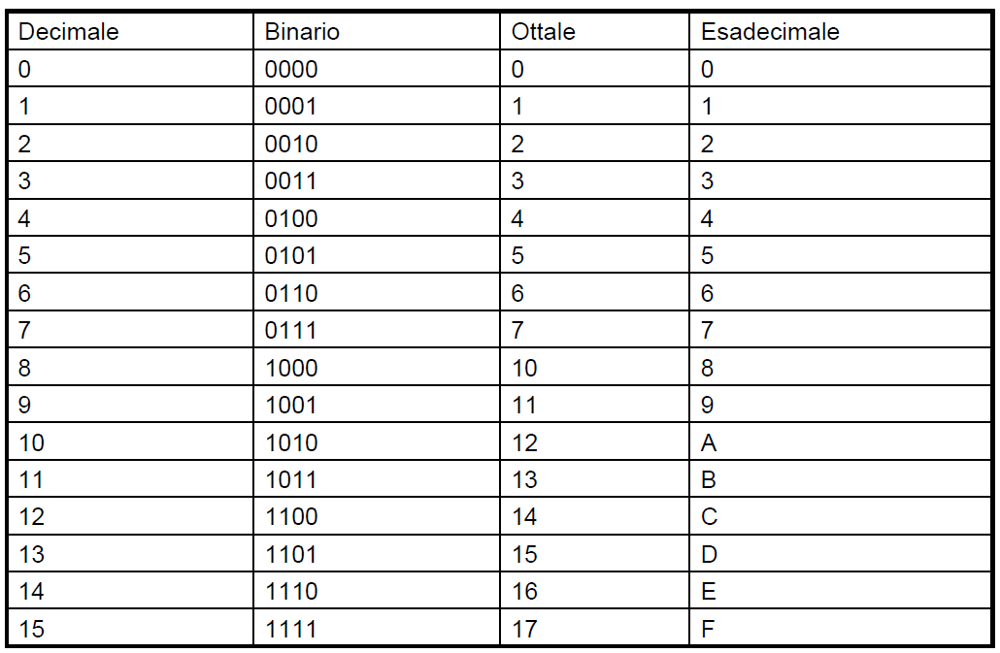 Decimale Binario Ottale Esadecimale
0 0000 0 0
1 0001 1 1
2 0010 2 2
3 0011 3 3
4 0100 4 4
5 0101 5 5
6 0110 6 6
7 0111 7 7
8 1000 10 8
9 1001 11 9
10 1010 12 A
11 1011 13 B
12 1100 14 C
13 1101 15 D
14 1110 16 E
15 1111 17 F